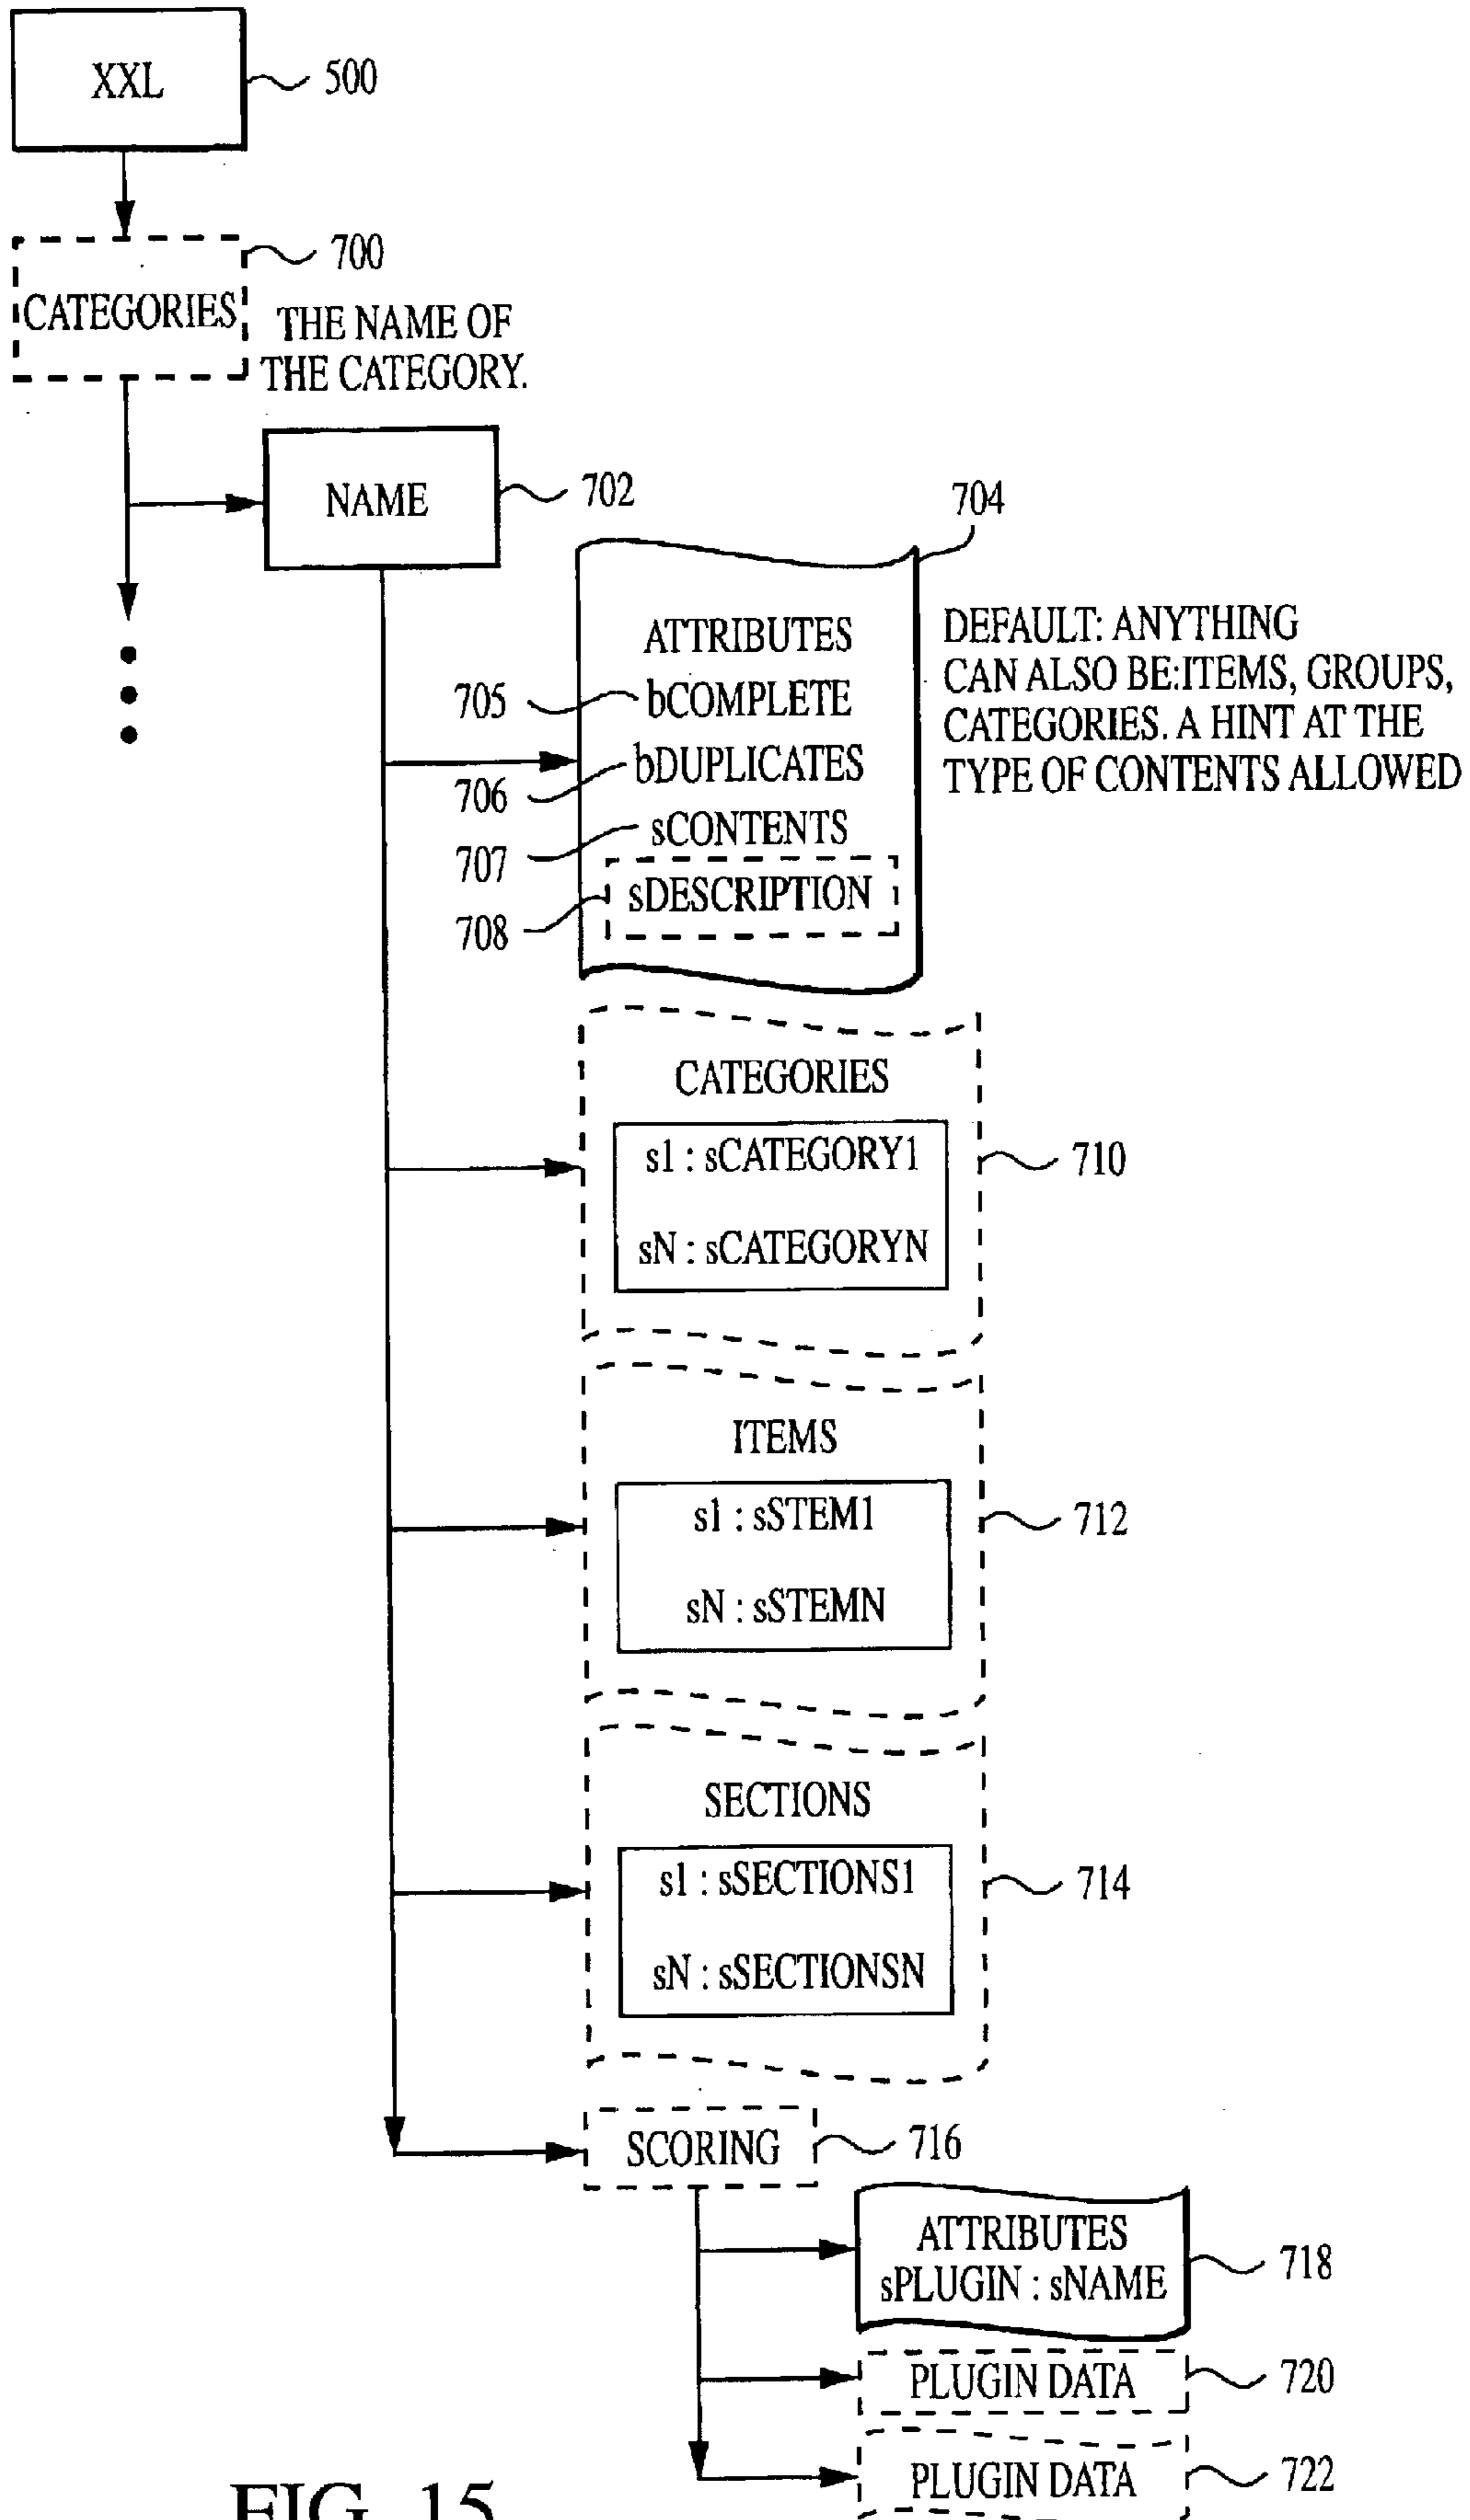 XXL
500
700
CATEGORIES
THE NAME OF
THE CATEGORY.
NAME
702
704
ATTRIBUTES
705
bCOMPLETE
bDUPLICATES
706
sCONTENTS
707
sDESCRIPTION
708
DEFAULT: ANYTHING
CAN ALSO BE:ITEMS, GROUPS,
CATEGORIES. A HINT AT THE
TYPE OF CONTENTS ALLOWED
CATEGORIES
s1 : sCATEGORY1
710
sN : sCATEGORYN
ITEMS
s1 : sSTEM1
712
sN : sSTEMN
SECTIONS
s1 : sSECTIONS1
714
sN : sSECTIONSN
SCORING
716
ATTRIBUTES
sPLUGIN : sNAME
718
PLUGIN DATA
720
PLUGIN DATA
722
FIG. 15